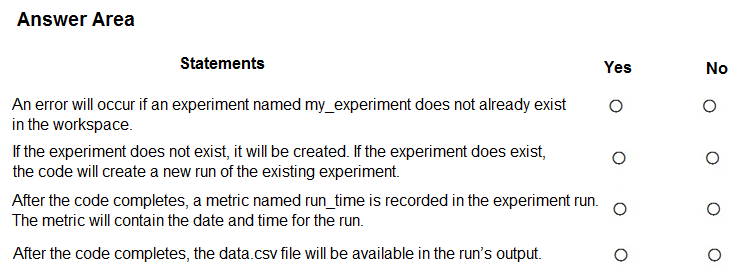 Answer Area
Statements Yes No
An error will occur if an experiment named my_experiment does not already exist
in the workspace.
If the experiment does not exist, it will be created. If the experiment does exist,
the code will create a new run of the existing experiment.
After the code completes, a metric named run_time is recorded in the experiment run.
The metric will contain the date and time for the run.
After the code completes, the data.csv file will be available in the run's output.